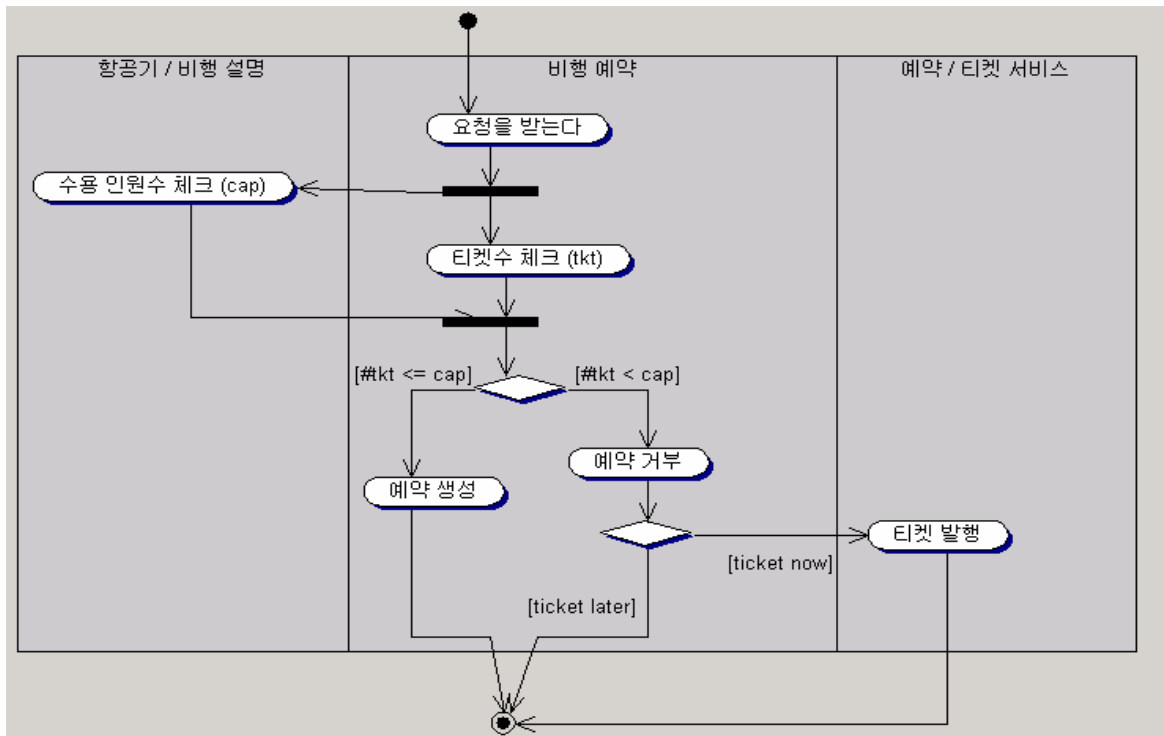 항공기 / 비행 설명
비행 예약
예약 / 티켓 서비스
요청을 받는다
수용 인원수 체크 (cap)
티켓수 체크 (tkt)
[#tkt <= cap]
[#tkt < cap]
예약 거부
예약 생성
티켓 발행
[ticket now]
[ticket later]